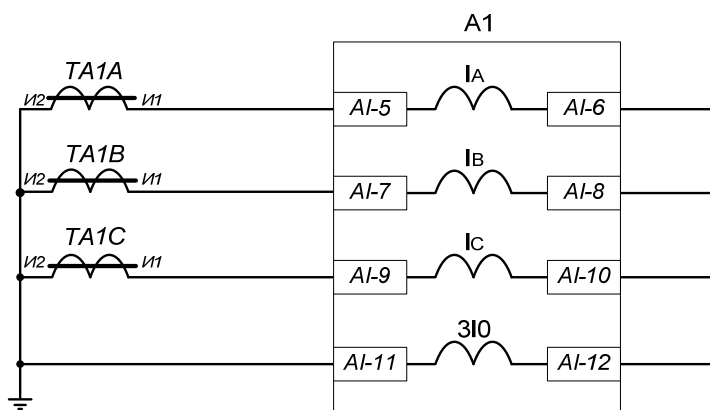 A1
TA1A
И2 И1
AI-5 IA AI-6
TA1B
И2 И1
AI-7 IB AI-8
TA1C
И2 И1
AI-9 IC AI-10
AI-11 3I0 AI-12